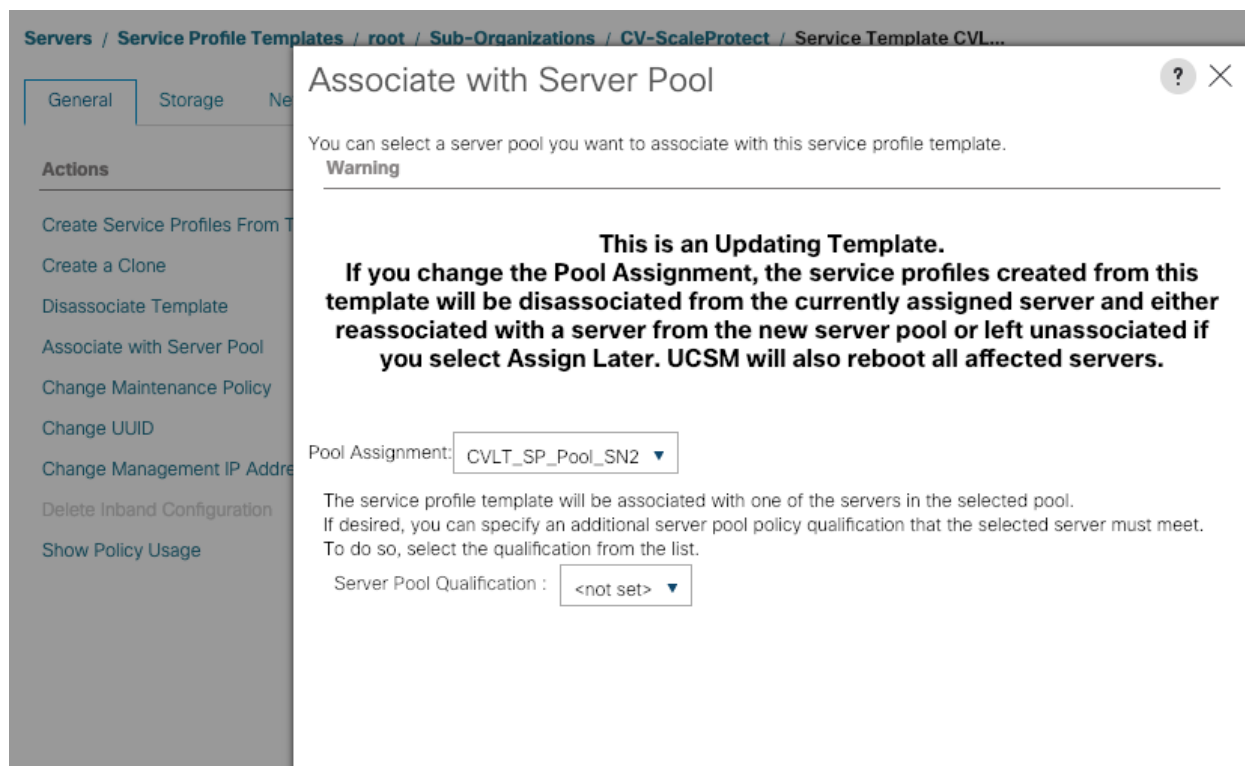 Servers / Service Profile Templates / root / Sub-Organizations / CV-ScaleProtect / Service Template CVL...
General Storage Ne
Actions
Create Service Profiles From T
Create a Clone
Disassociate Template
Associate with Server Pool
Change Maintenance Policy
Change UUID
Change Management IP Addre
Delete Inband Configuration
Show Policy Usage
Associate with Server Pool ?
You can select a server pool you want to associate with this service profile template.
Warning
This is an Updating Template.
If you change the Pool Assignment, the service profiles created from this
template will be disassociated from the currently assigned server and either
reassociated with a server from the new server pool or left unassociated if
you select Assign Later. UCSM will also reboot all affected servers.
Pool Assignment: CVLT_SP_Pool_SN2
The service profile template will be associated with one of the servers in the selected pool.
If desired, you can specify an additional server pool policy qualification that the selected server must meet.
To do so, select the qualification from the list.
Server Pool Qualification : <not set>